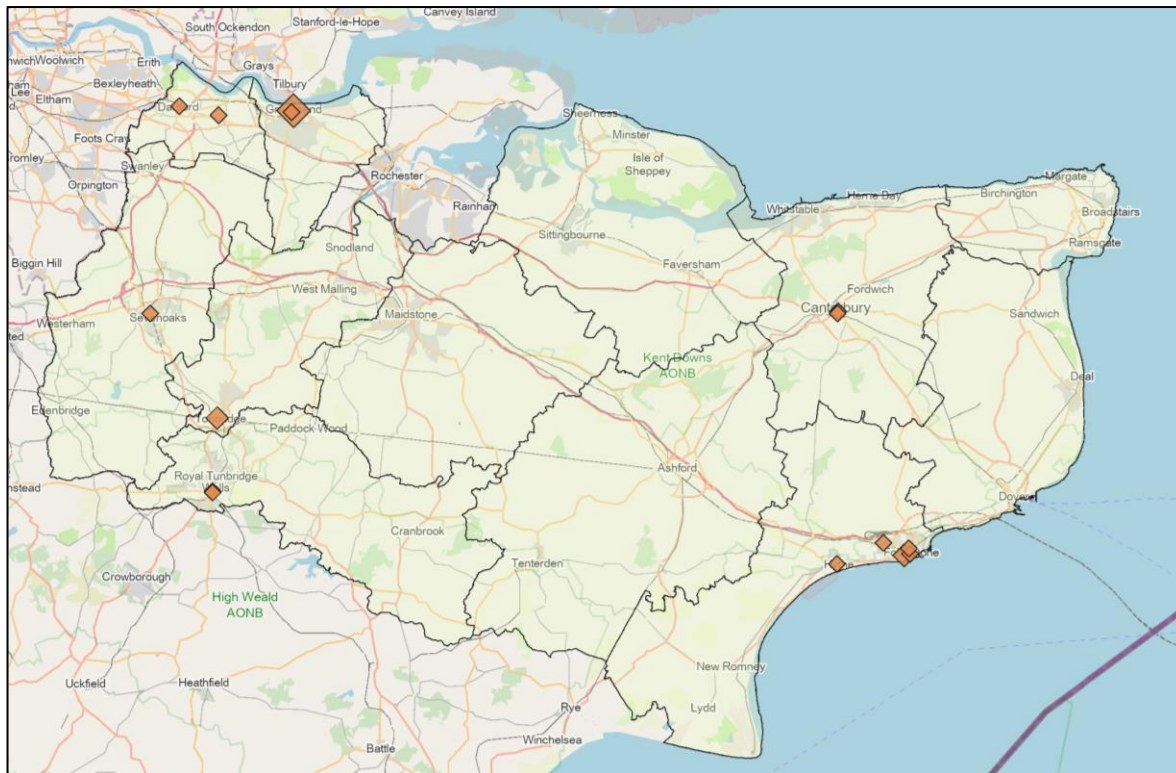 Canvey Island
Stanford-le-Hope
South Ockendon
Woolwich
Erith
Grays
Bexleyheath
Tilbury
Lee
Eltham
Foots Cray
Sheerness
Minster
Isle of
Sheppey
Cromley
Swanley
Orpington
Rochester
Rainham
Margate
Birchington
Herne Bay
Whitstable
Broadstairs
Ramsgate
Sittingbourne
Snodland
Biggin Hill
Faversham
Fordwich
West Malling
Maidstone
Sandwich
Westerham
Kent Downs
AONB
Deal
Edenbridge
Paddock Wood
Royal Tunbridge
Wells
Ashford
Dover
Cranbrook
Tenterden
Crowborough
High Weald
AONB
New Romney
Uckfield
Heathfield
Rye
Lydd
Winchelsea
Battle